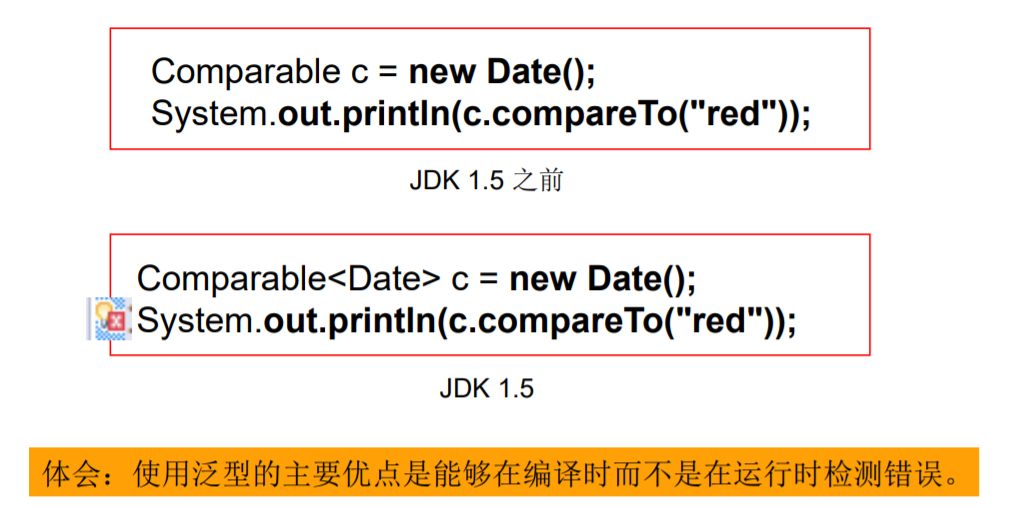 Comparable c = new Date();
System.out.println(c.compareTo("red"));
JDK 1.5 之前
Comparable<Date> c = new Date();
System.out.println(c.compareTo("red"));
JDK 1.5
体会：使用泛型的主要优点是能够在编译时而不是在运行时检测错误。